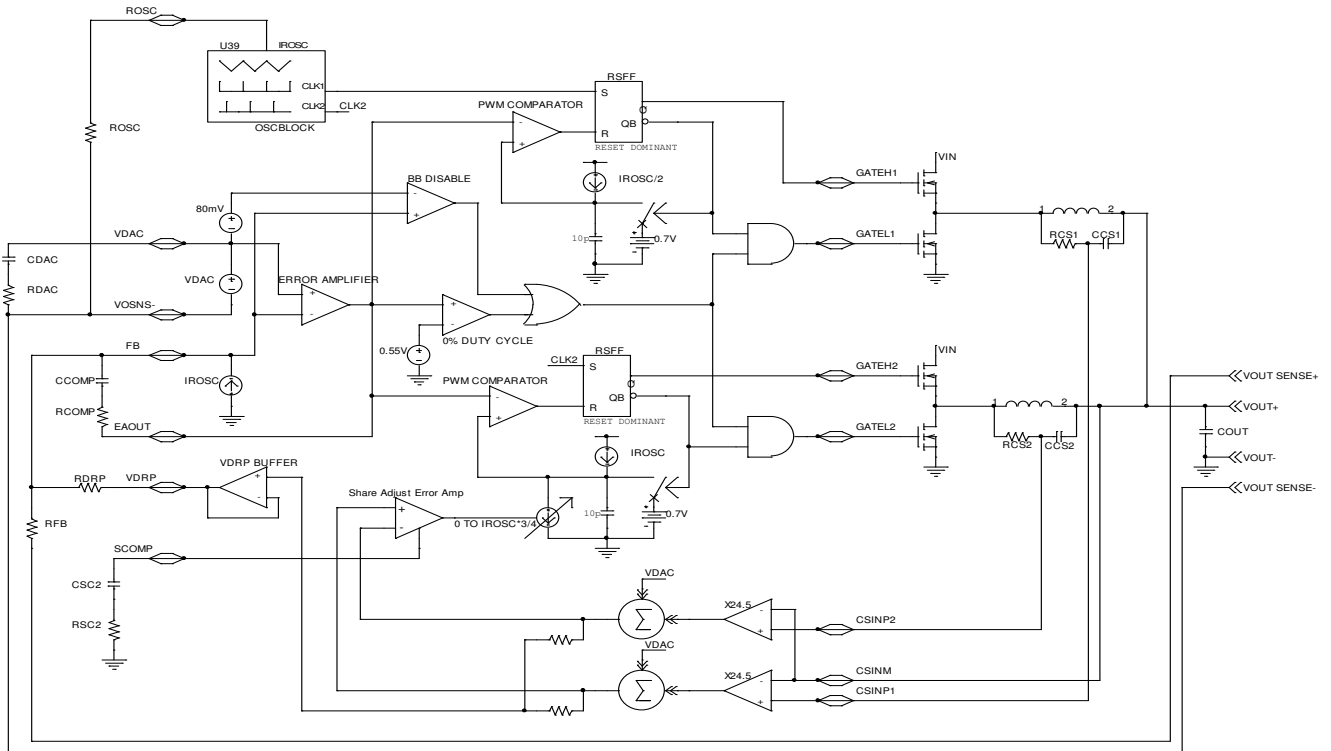 ROSC
U39 IROSC
CLK1
CLK2 CLK2
OSCBLOCK
ROSC
RSFF
S
QB
R
RESET DOMINANT
PWM COMPARATOR
-
+
IROSC/2
10p
0.7V
BB DISABLE
-
+
80mV
VDAC
CDAC
RDAC
VDAC
VOSNS-
ERROR AMPLIFIER
+
-
+
-
0% DUTY CYCLE
0.55V
FB
IROSC
CCOMP
RCOMP
EAOUT
CLK2
RSFF
S
QB
R
RESET DOMINANT
PWM COMPARATOR
-
+
IROSC
10p
0.7V
0 TO IROSC*3/4
Share Adjust Error Amp
+
-
VDRP BUFFER
+
-
RDRP
VDRP
RFB
SCOMP
CSC2
RSC2
VDAC
Σ
X24.5
-
+
CSINP2
VDAC
Σ
X24.5
-
+
CSINM
CSINP1
GATEH1
VIN
GATEL1
1 2
RCS1 CCS1
GATEH2
VIN
GATEL2
1 2
RCS2 CCS2
VOUT SENSE+
VOUT+
COUT
VOUT-
VOUT SENSE-